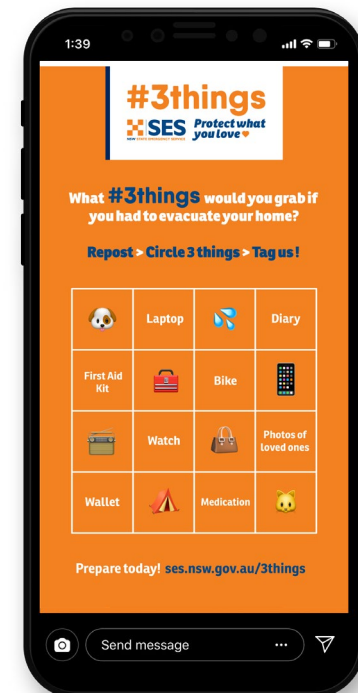 1:39
#3things
SES Protect what
you love
NSW STATE EMERGENCY SERVICE
What #3things would you grab if
you had to evacuate your home?
Repost > Circle 3 things > Tag us!
Laptop
Diary
First Aid
Kit
Bike
Watch
Photos of
loved ones
Wallet
Medication
Prepare today! ses.nsw.gov.au/3things
Send message